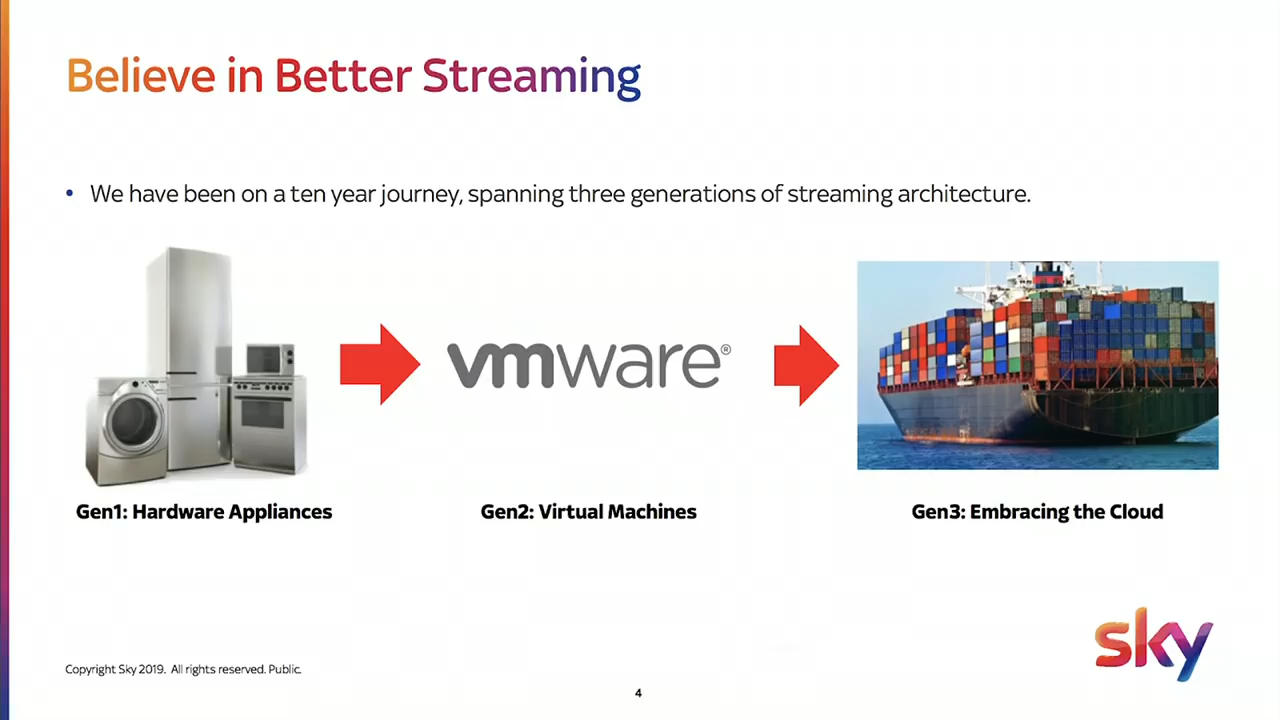 Believe in Better Streaming
• We have been on a ten year journey, spanning three generations of streaming architecture.
vmware®
Gen1: Hardware Appliances
Gen2: Virtual Machines
Gen3: Embracing the Cloud
sky
Copyright Sky 2019. All rights reserved. Public.
4